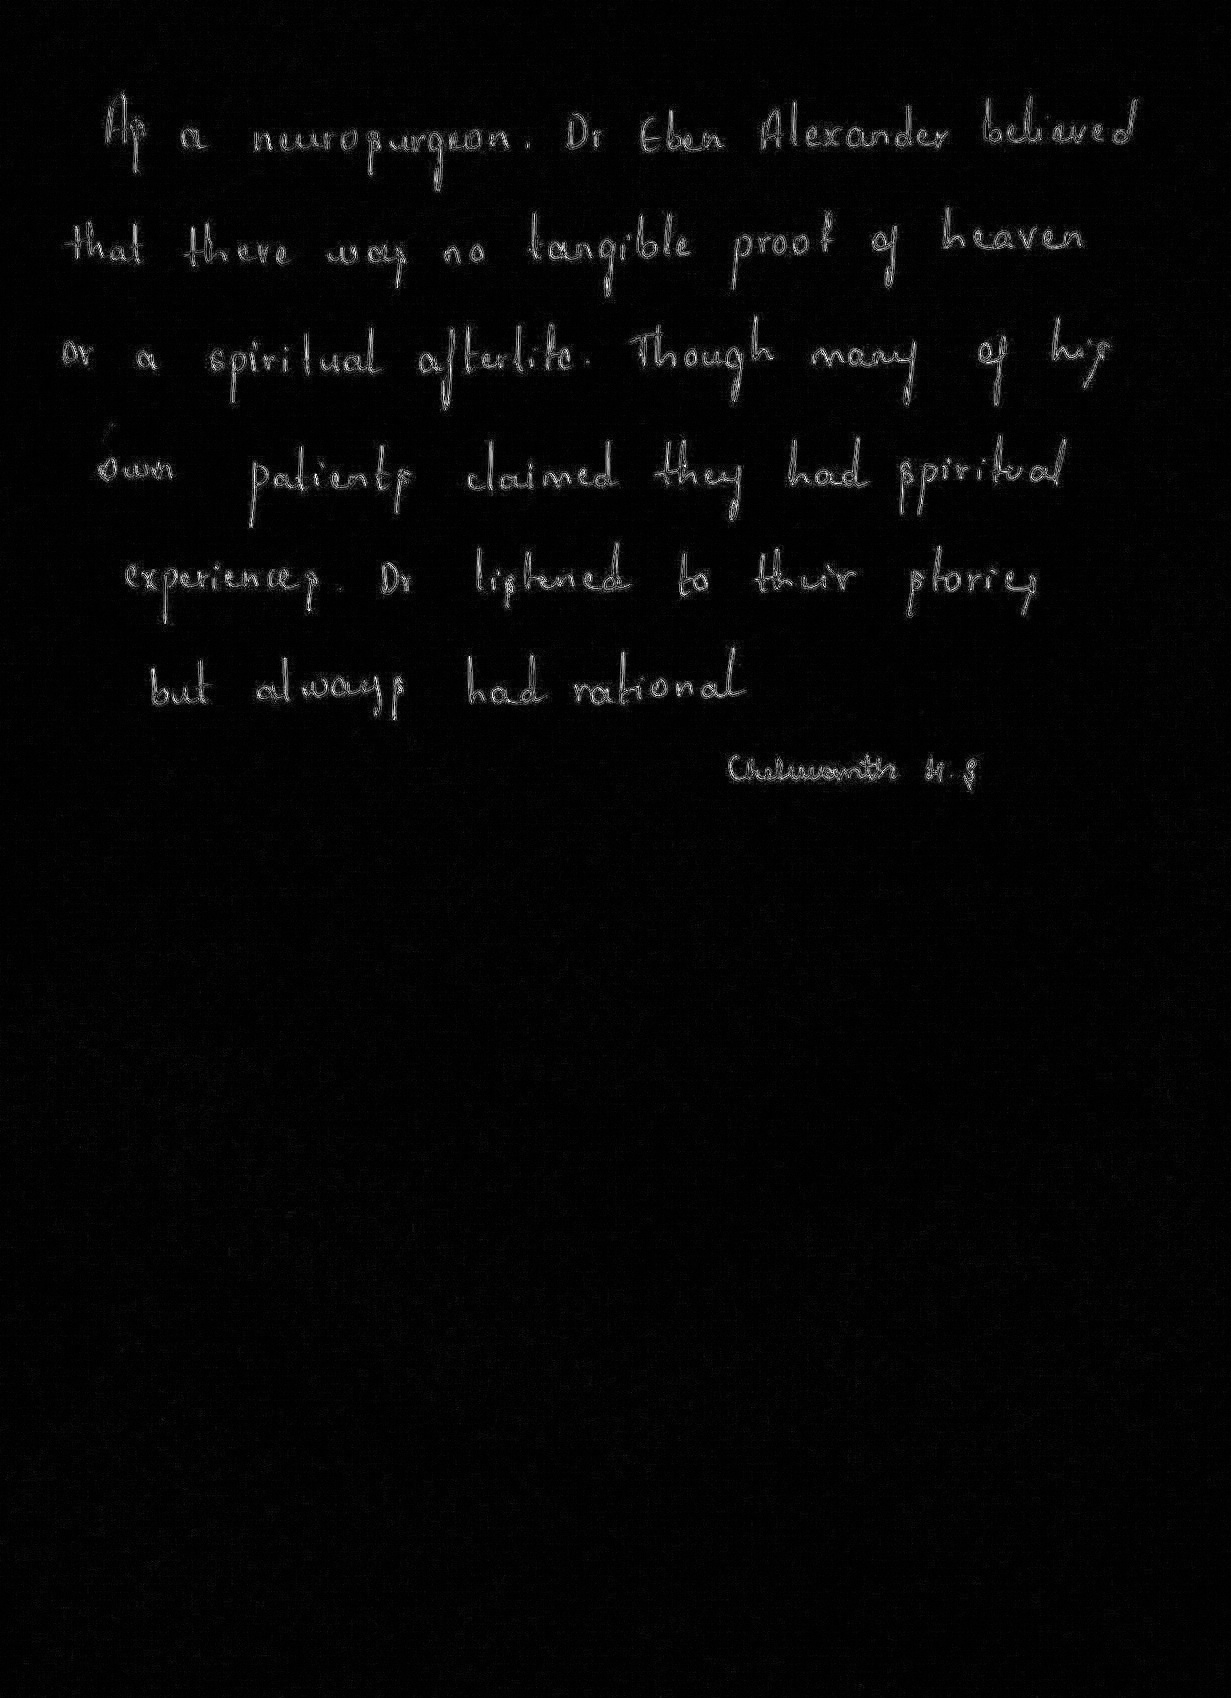 As a neurosurgeon. Dr Eben Alexander believed
that there was no tangible proof of heaven
or a spiritual afterlife. Though many of his
own patients claimed they had spiritual
experiences. Dr listened to their stories
but always had rational
H.S